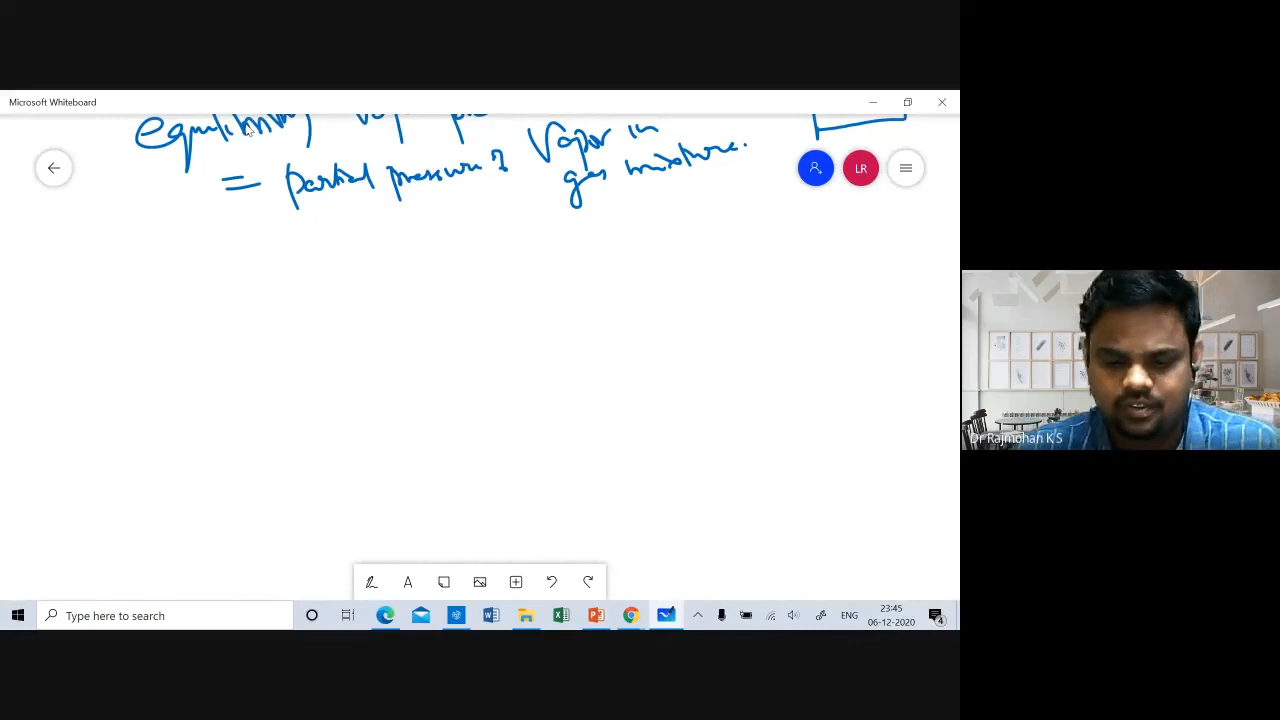 Microsoft Whiteboard
Vapor in
= partial pressure of
gas mixture.
LR
Dr Rajmohan K S
A
Type here to search
ENG
23:45
06-12-2020
4